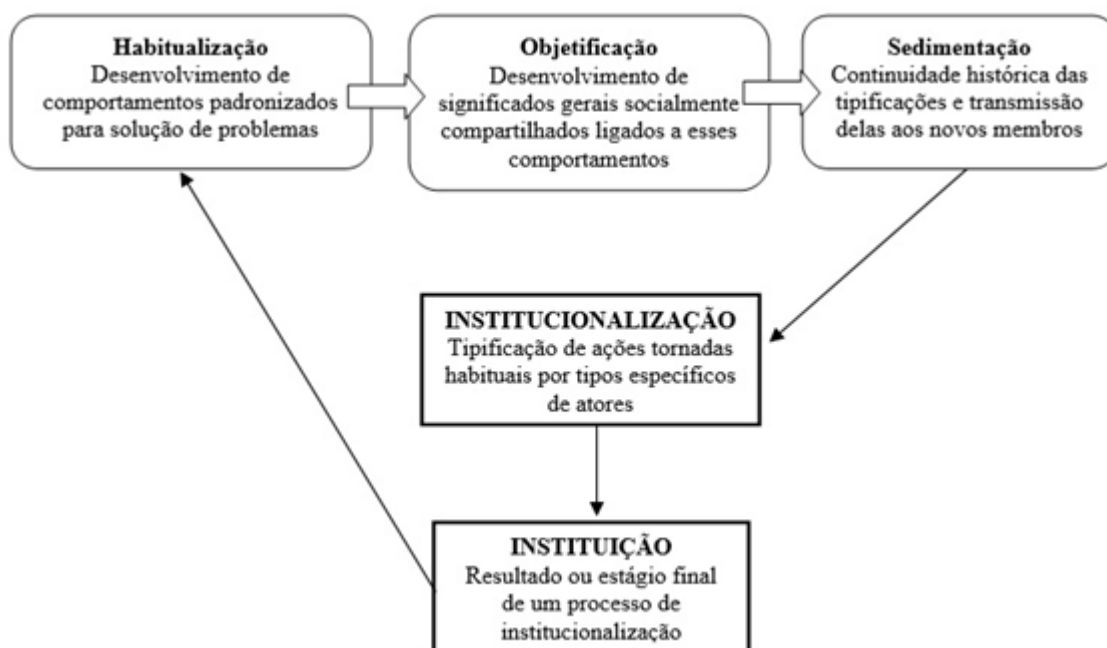 Habitualização
Desenvolvimento de
comportamentos padronizados
para solução de problemas
Objetificação
Desenvolvimento de
significados gerais socialmente
compartilhados ligados a esses
comportamentos
Sedimentação
Continuidade histórica das
tipificações e transmissão
delas aos novos membros
INSTITUCIONALIZAÇÃO
Tipificação de ações tornadas
habituais por tipos específicos
de atores
INSTITUIÇÃO
Resultado ou estágio final
de um processo de
institucionalização